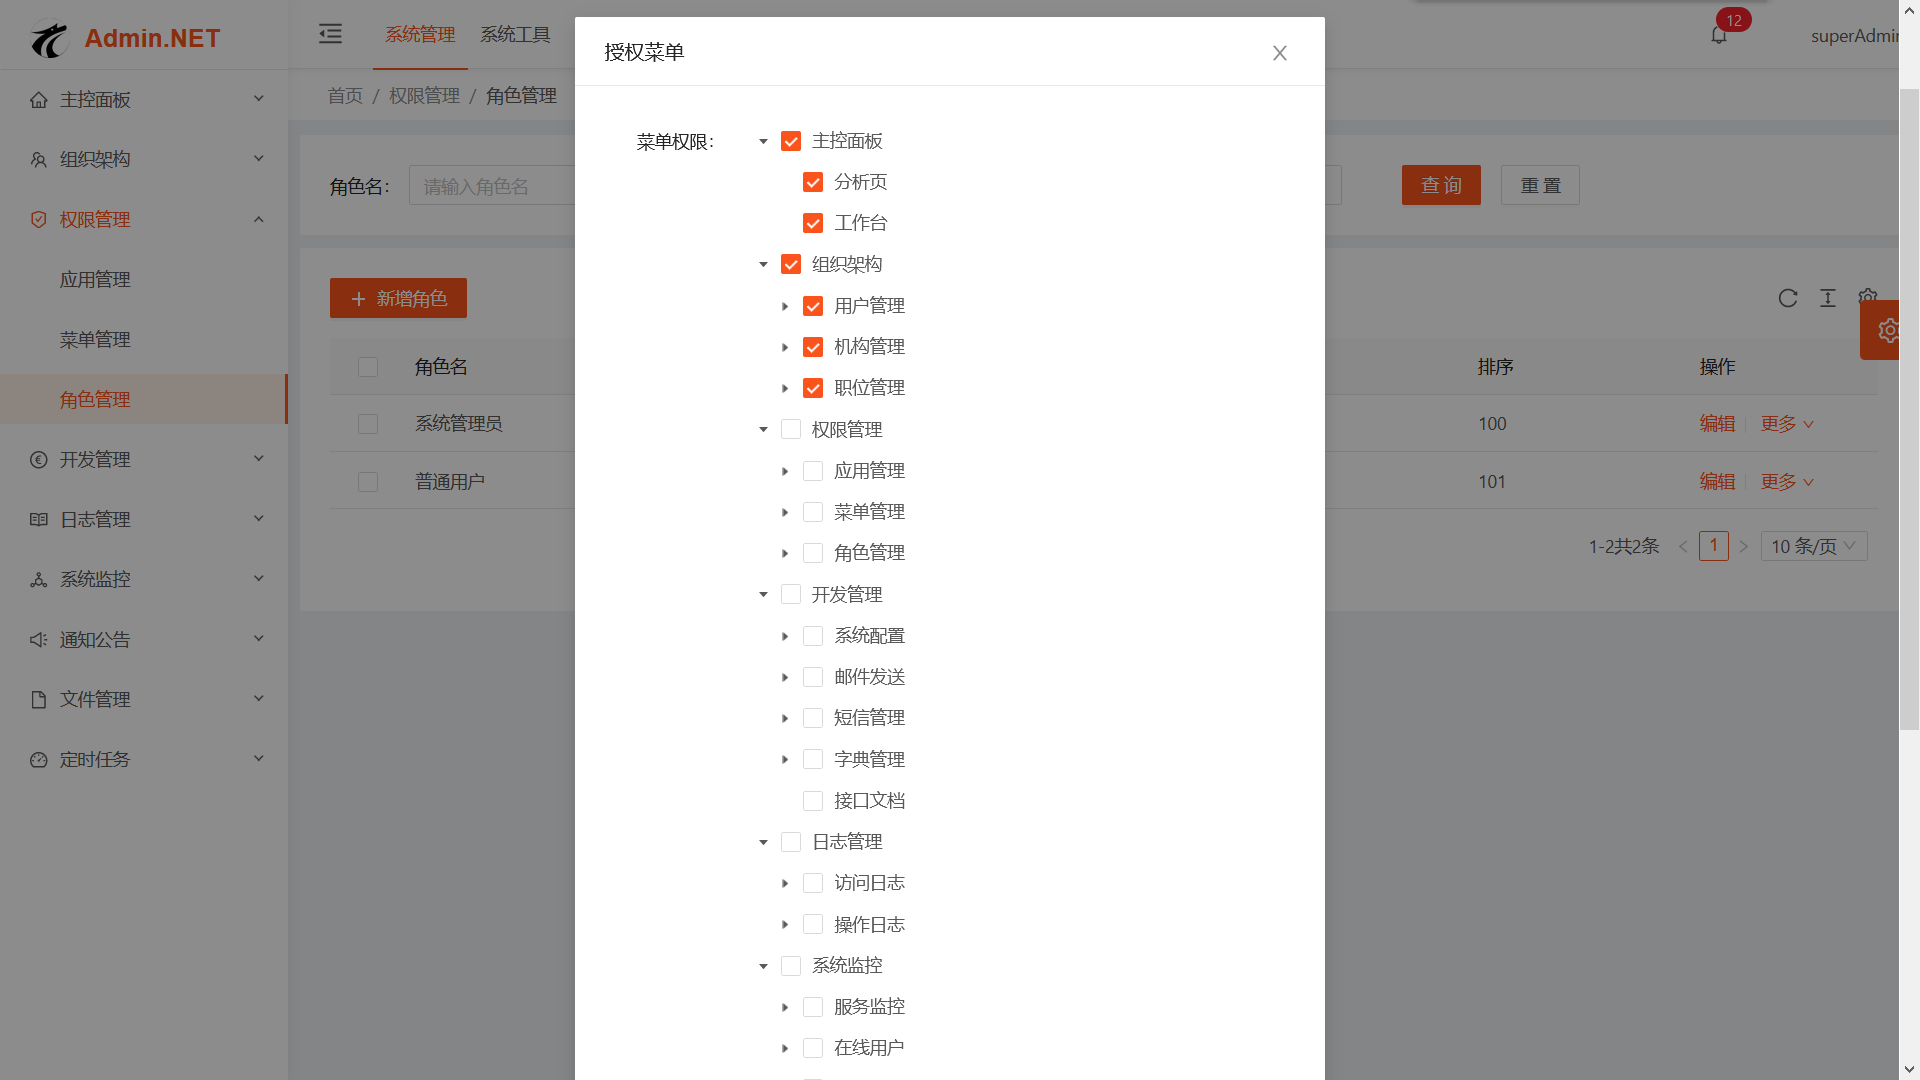 Admin.NET
系统管理
系统工具
12
superAdmin
主控面板
组织架构
权限管理
应用管理
菜单管理
角色管理
开发管理
日志管理
系统监控
通知公告
文件管理
定时任务
首页 / 权限管理 / 角色管理
角色名:
请输入角色名
查 询
重 置
新增角色
角色名
排序
操作
系统管理员
100
编辑
更多
普通用户
101
编辑
更多
1-2共2条
1
10 条/页
授权菜单
菜单权限:
主控面板
分析页
工作台
组织架构
用户管理
机构管理
职位管理
权限管理
应用管理
菜单管理
角色管理
开发管理
系统配置
邮件发送
短信管理
字典管理
接口文档
日志管理
访问日志
操作日志
系统监控
服务监控
在线用户